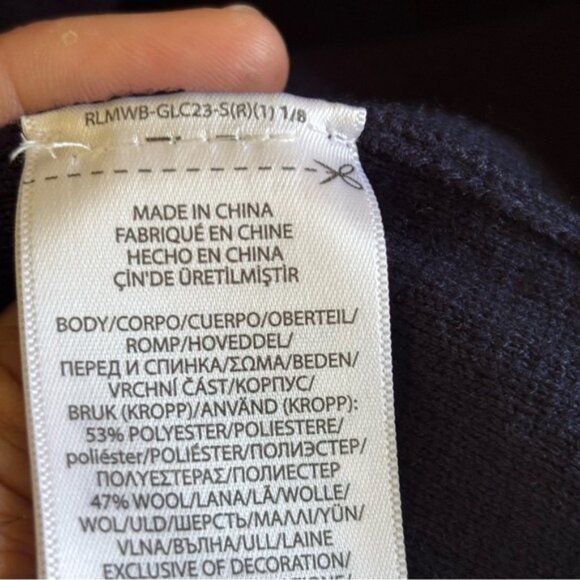 RLMWB-GLC23-S(R)(1) 1/8
MADE IN CHINA
FABRIQUÉ EN CHINE
HECHO EN CHINA
ÇİN'DE ÜRETİLMİŞTİR
BODY/CORPO/CUERPO/OBERTEIL/
ROMP/HOVEDDEL/
ПЕРЕД И СПИНКА/ΣΩΜΑ/BEDEN/
VRCHNÍ ČÁST/КОРПУС/
BRUK (KROPP)/ANVÄND (KROPP):
53% POLYESTER/POLIESTERE/
poliéster/POLYESTER/ПОЛИЭСТЕР/
ΠΟΛΥΕΣΤΕΡΑΣ/ПОЛИЕСТЕР
47% WOOL/LANA/LÃ/WOLLE/
WOL/ULD/ШЕРСТЬ/ΜΑΛΛΙ/YÜN/
VLNA/ВЪЛНА/ULL/LAINE
EXCLUSIVE OF DECORATION/